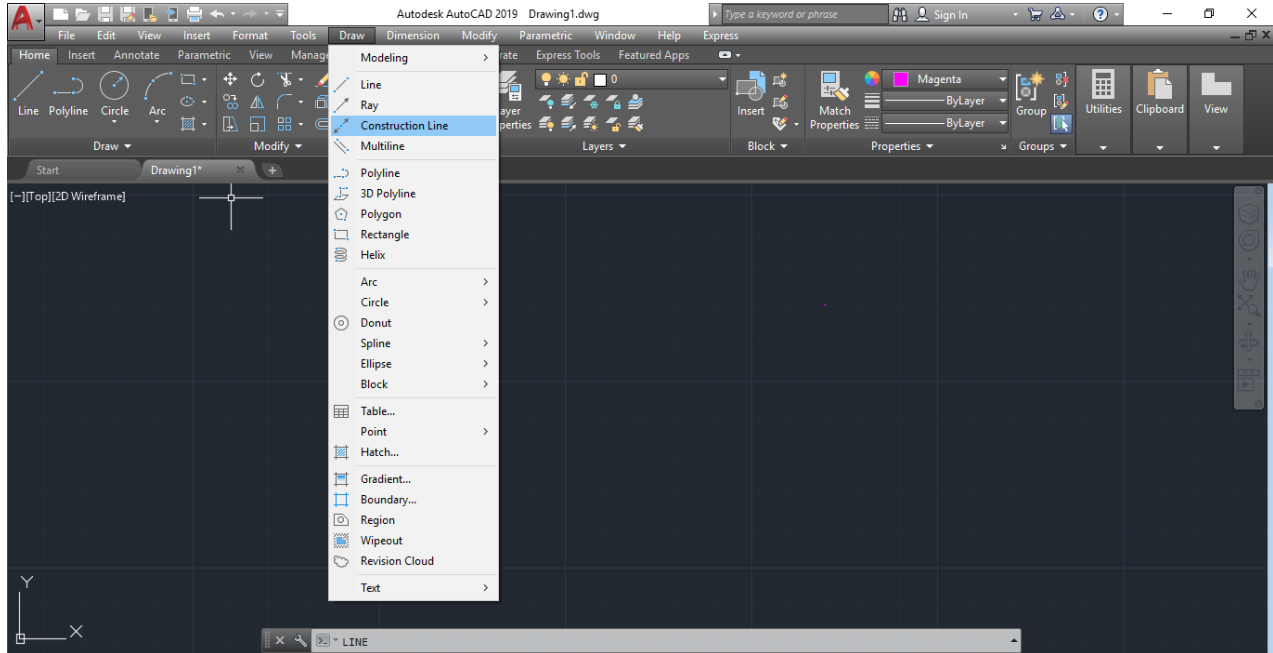 Autodesk AutoCAD 2019 Drawing1.dwg Type a keyword or phrase Sign In
File Edit View Insert Format Tools Draw Dimension Modify Parametric Window Help Express
Home Insert Annotate Parametric View Manage rate Express Tools Featured Apps
Line Polyline Circle Arc
Draw
Modify
ayer
perties
0
Layers
Insert
Block
Match
Properties
Magenta
ByLayer
ByLayer
Properties
Group
Groups
Utilities
Clipboard
View
Start Drawing1*
[−][Top][2D Wireframe]
Modeling
Line
Ray
Construction Line
Multiline
Polyline
3D Polyline
Polygon
Rectangle
Helix
Arc
Circle
Donut
Spline
Ellipse
Block
Table...
Point
Hatch...
Gradient...
Boundary...
Region
Wipeout
Revision Cloud
Text
Y
X
LINE